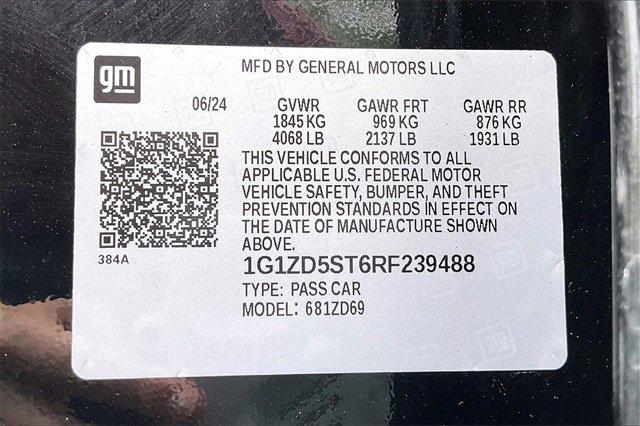 gm
MFD BY GENERAL MOTORS LLC
06/24 GVWR GAWR FRT GAWR RR
1845 KG 969 KG 876 KG
4068 LB 2137 LB 1931 LB
THIS VEHICLE CONFORMS TO ALL
APPLICABLE U.S. FEDERAL MOTOR
VEHICLE SAFETY, BUMPER, AND THEFT
PREVENTION STANDARDS IN EFFECT ON
THE DATE OF MANUFACTURE SHOWN
ABOVE.
384A
1G1ZD5ST6RF239488
TYPE: PASS CAR
MODEL: 681ZD69